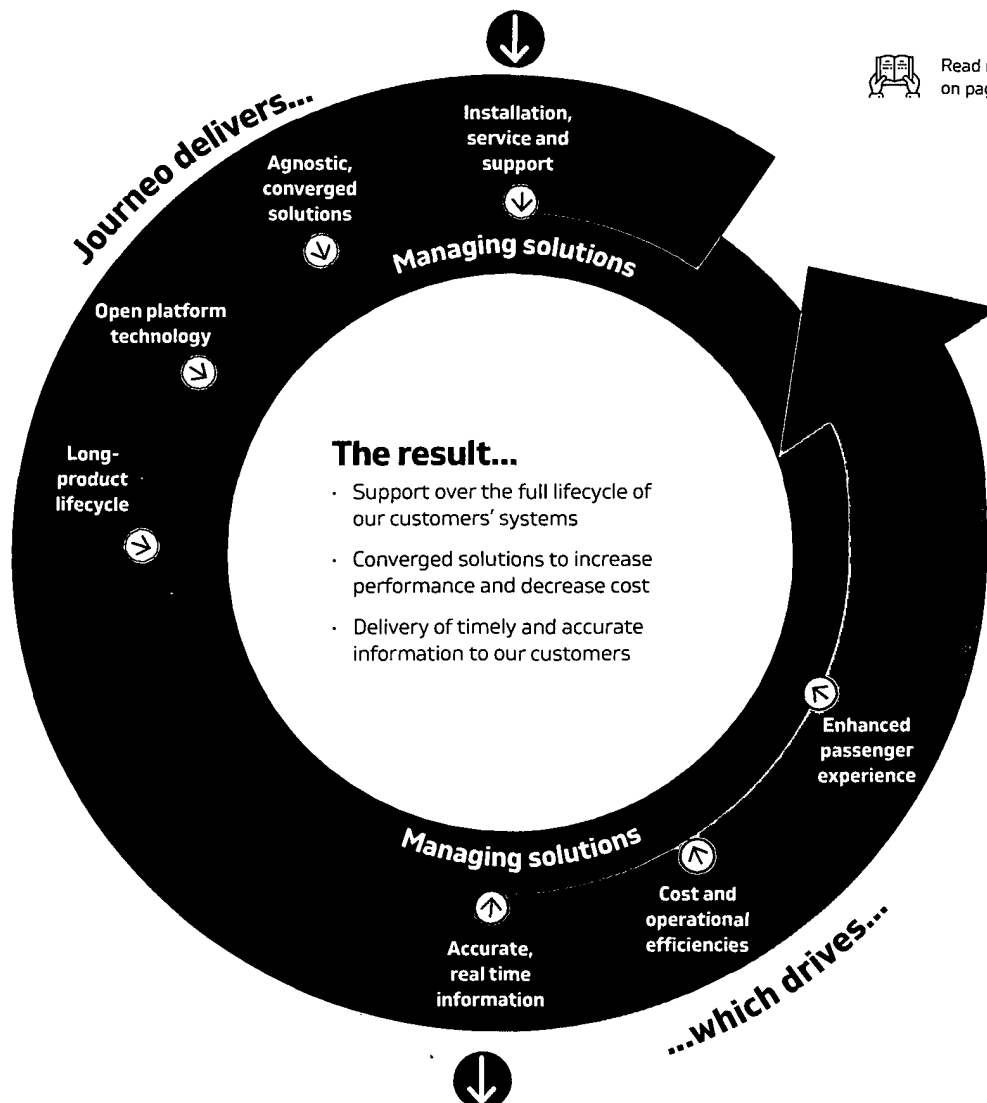 Read
on pag
Journeo delivers...
Installation,
service and
support
Agnostic,
converged
solutions
Managing solutions
Open platform
technology
Long-
product
lifecycle
The result...
· Support over the full lifecycle of
our customers' systems
· Converged solutions to increase
performance and decrease cost
· Delivery of timely and accurate
information to our customers
Enhanced
passenger
experience
Managing solutions
Cost and
operational
efficiencies
Accurate,
real time
information
...which drives...